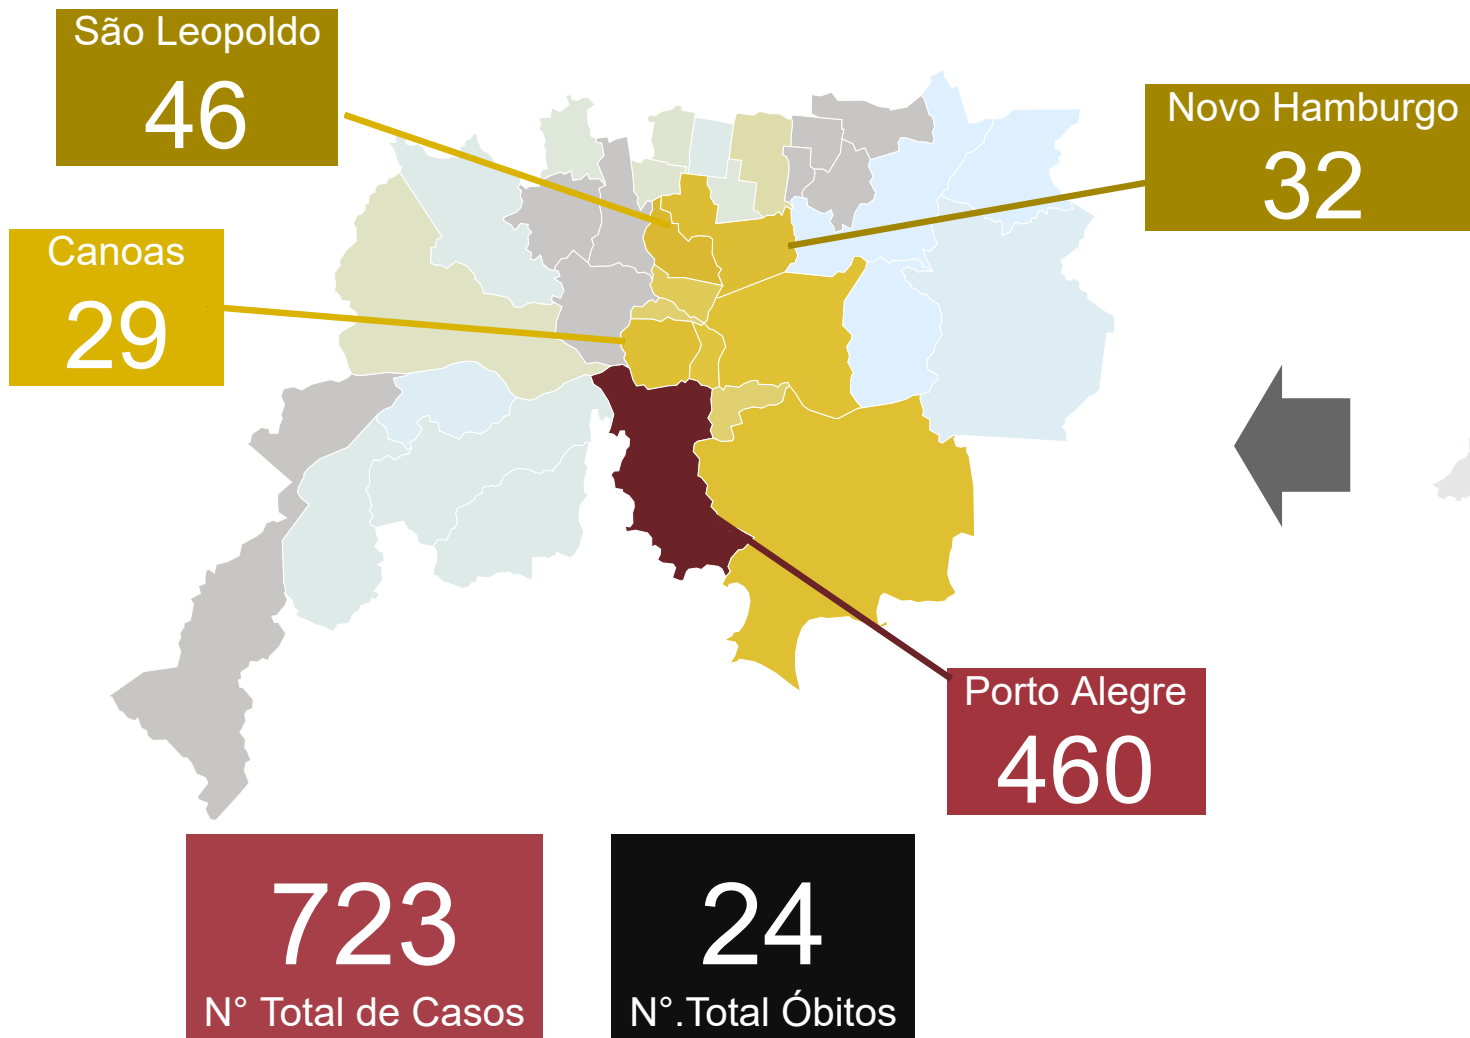 São Leopoldo
46
Novo Hamburgo
32
Canoas
29
Porto Alegre
460
723
N° Total de Casos
24
N°.Total Óbitos